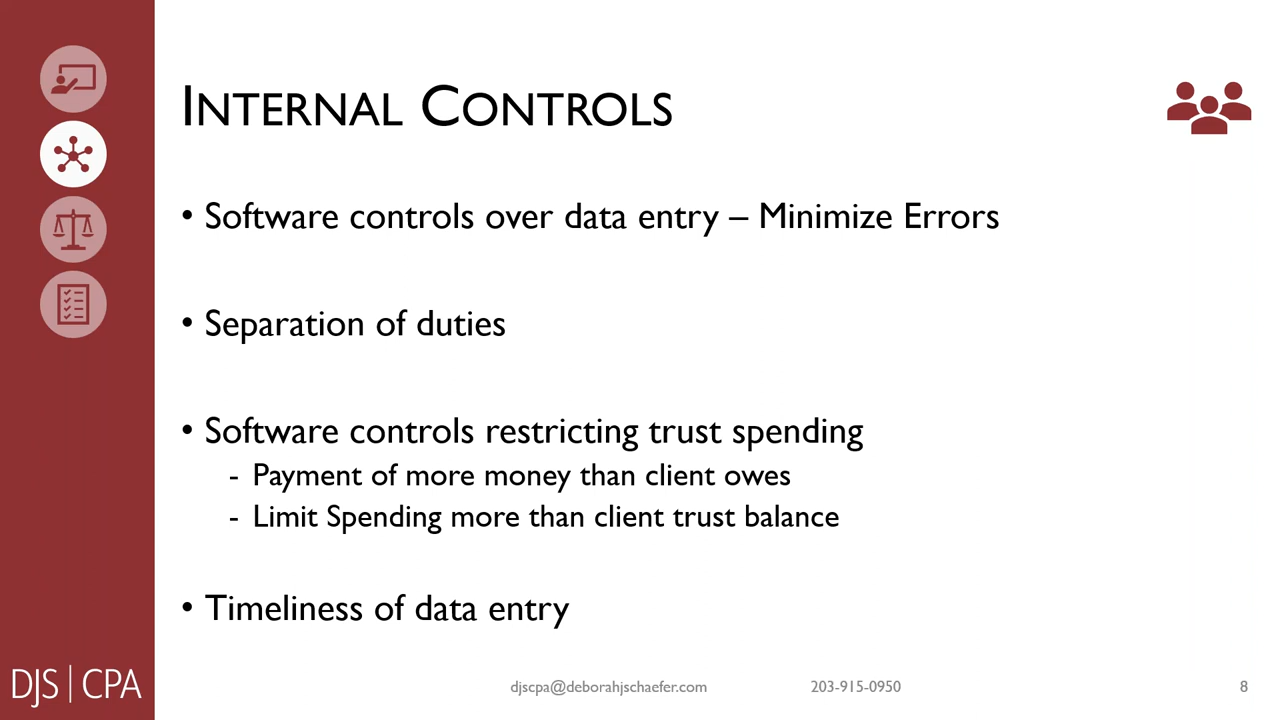 INTERNAL CONTROLS
• Software controls over data entry – Minimize Errors
• Separation of duties
• Software controls restricting trust spending
- Payment of more money than client owes
- Limit Spending more than client trust balance
• Timeliness of data entry
DJS | CPA
djscpa@deborahjschaefer.com
203-915-0950
8